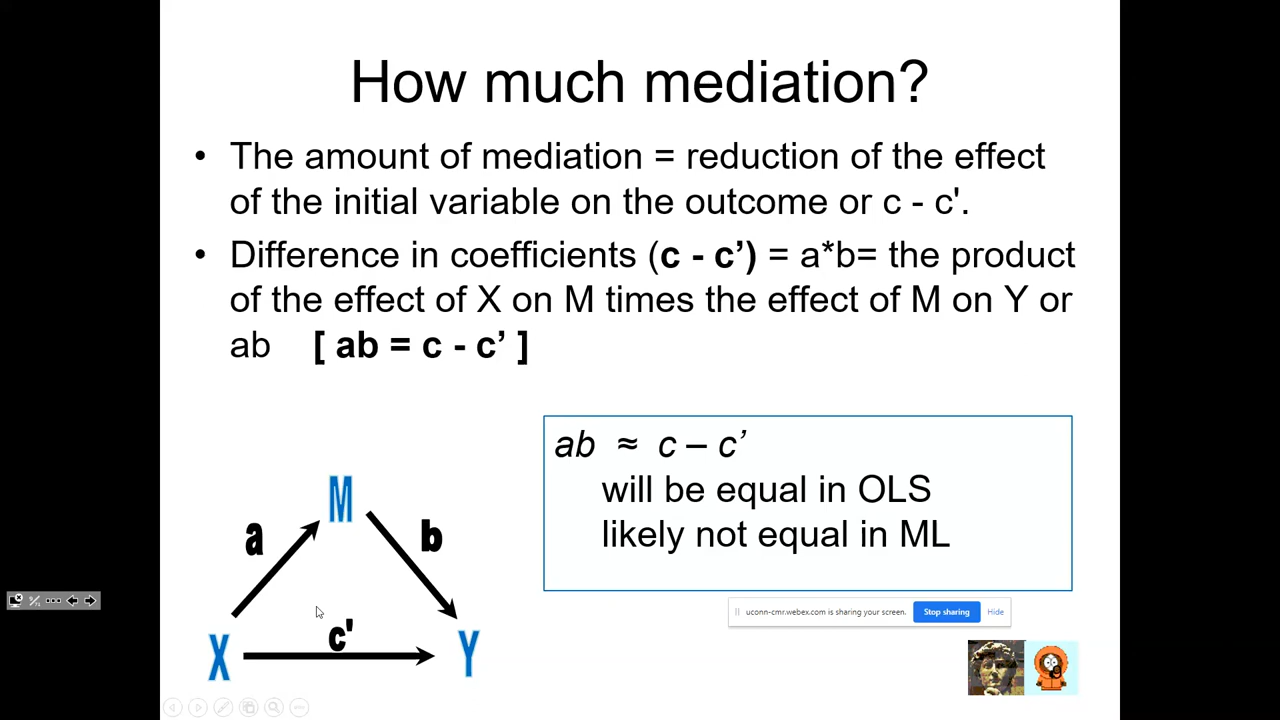 How much mediation?
• The amount of mediation = reduction of the effect
of the initial variable on the outcome or c - c'.
• Difference in coefficients (c - c’) = a*b= the product
of the effect of X on M times the effect of M on Y or
ab [ ab = c - c’ ]
ab ≈ c – c’
will be equal in OLS
likely not equal in ML
M
a
b
c'
X
Y
uconn-cmr.webex.com is sharing your screen. Stop sharing Hide